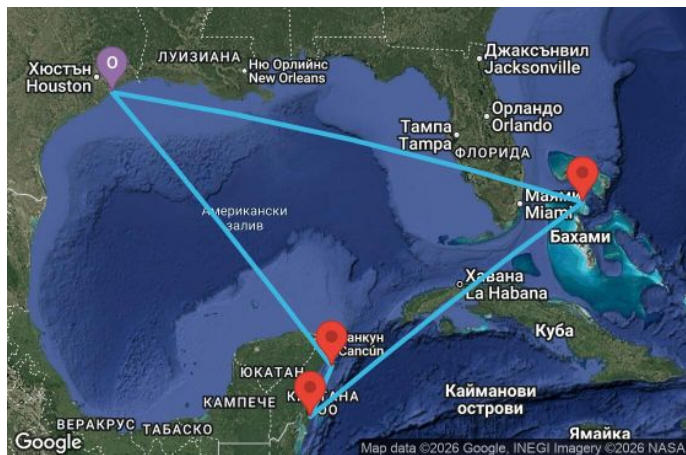 Хюстън
Houston
O
ЛУИЗИАНА
Ню Орлийнс
New Orleans
Джаксънвил
Jacksonville
Орландо
Orlando
Тампа
Tampa
ФЛОРИДА
Маями
Miami
Бахами
Американски
залив
Хавана
La Habana
Куба
Cancún
ЮКАТАН
КАМПЕЧЕ
Кайманови
острови
ВЕРАКРУС
ТАБАСКО
Ямайка
Google
Map data ©2026 Google, INEGI Imagery ©2026 NASA